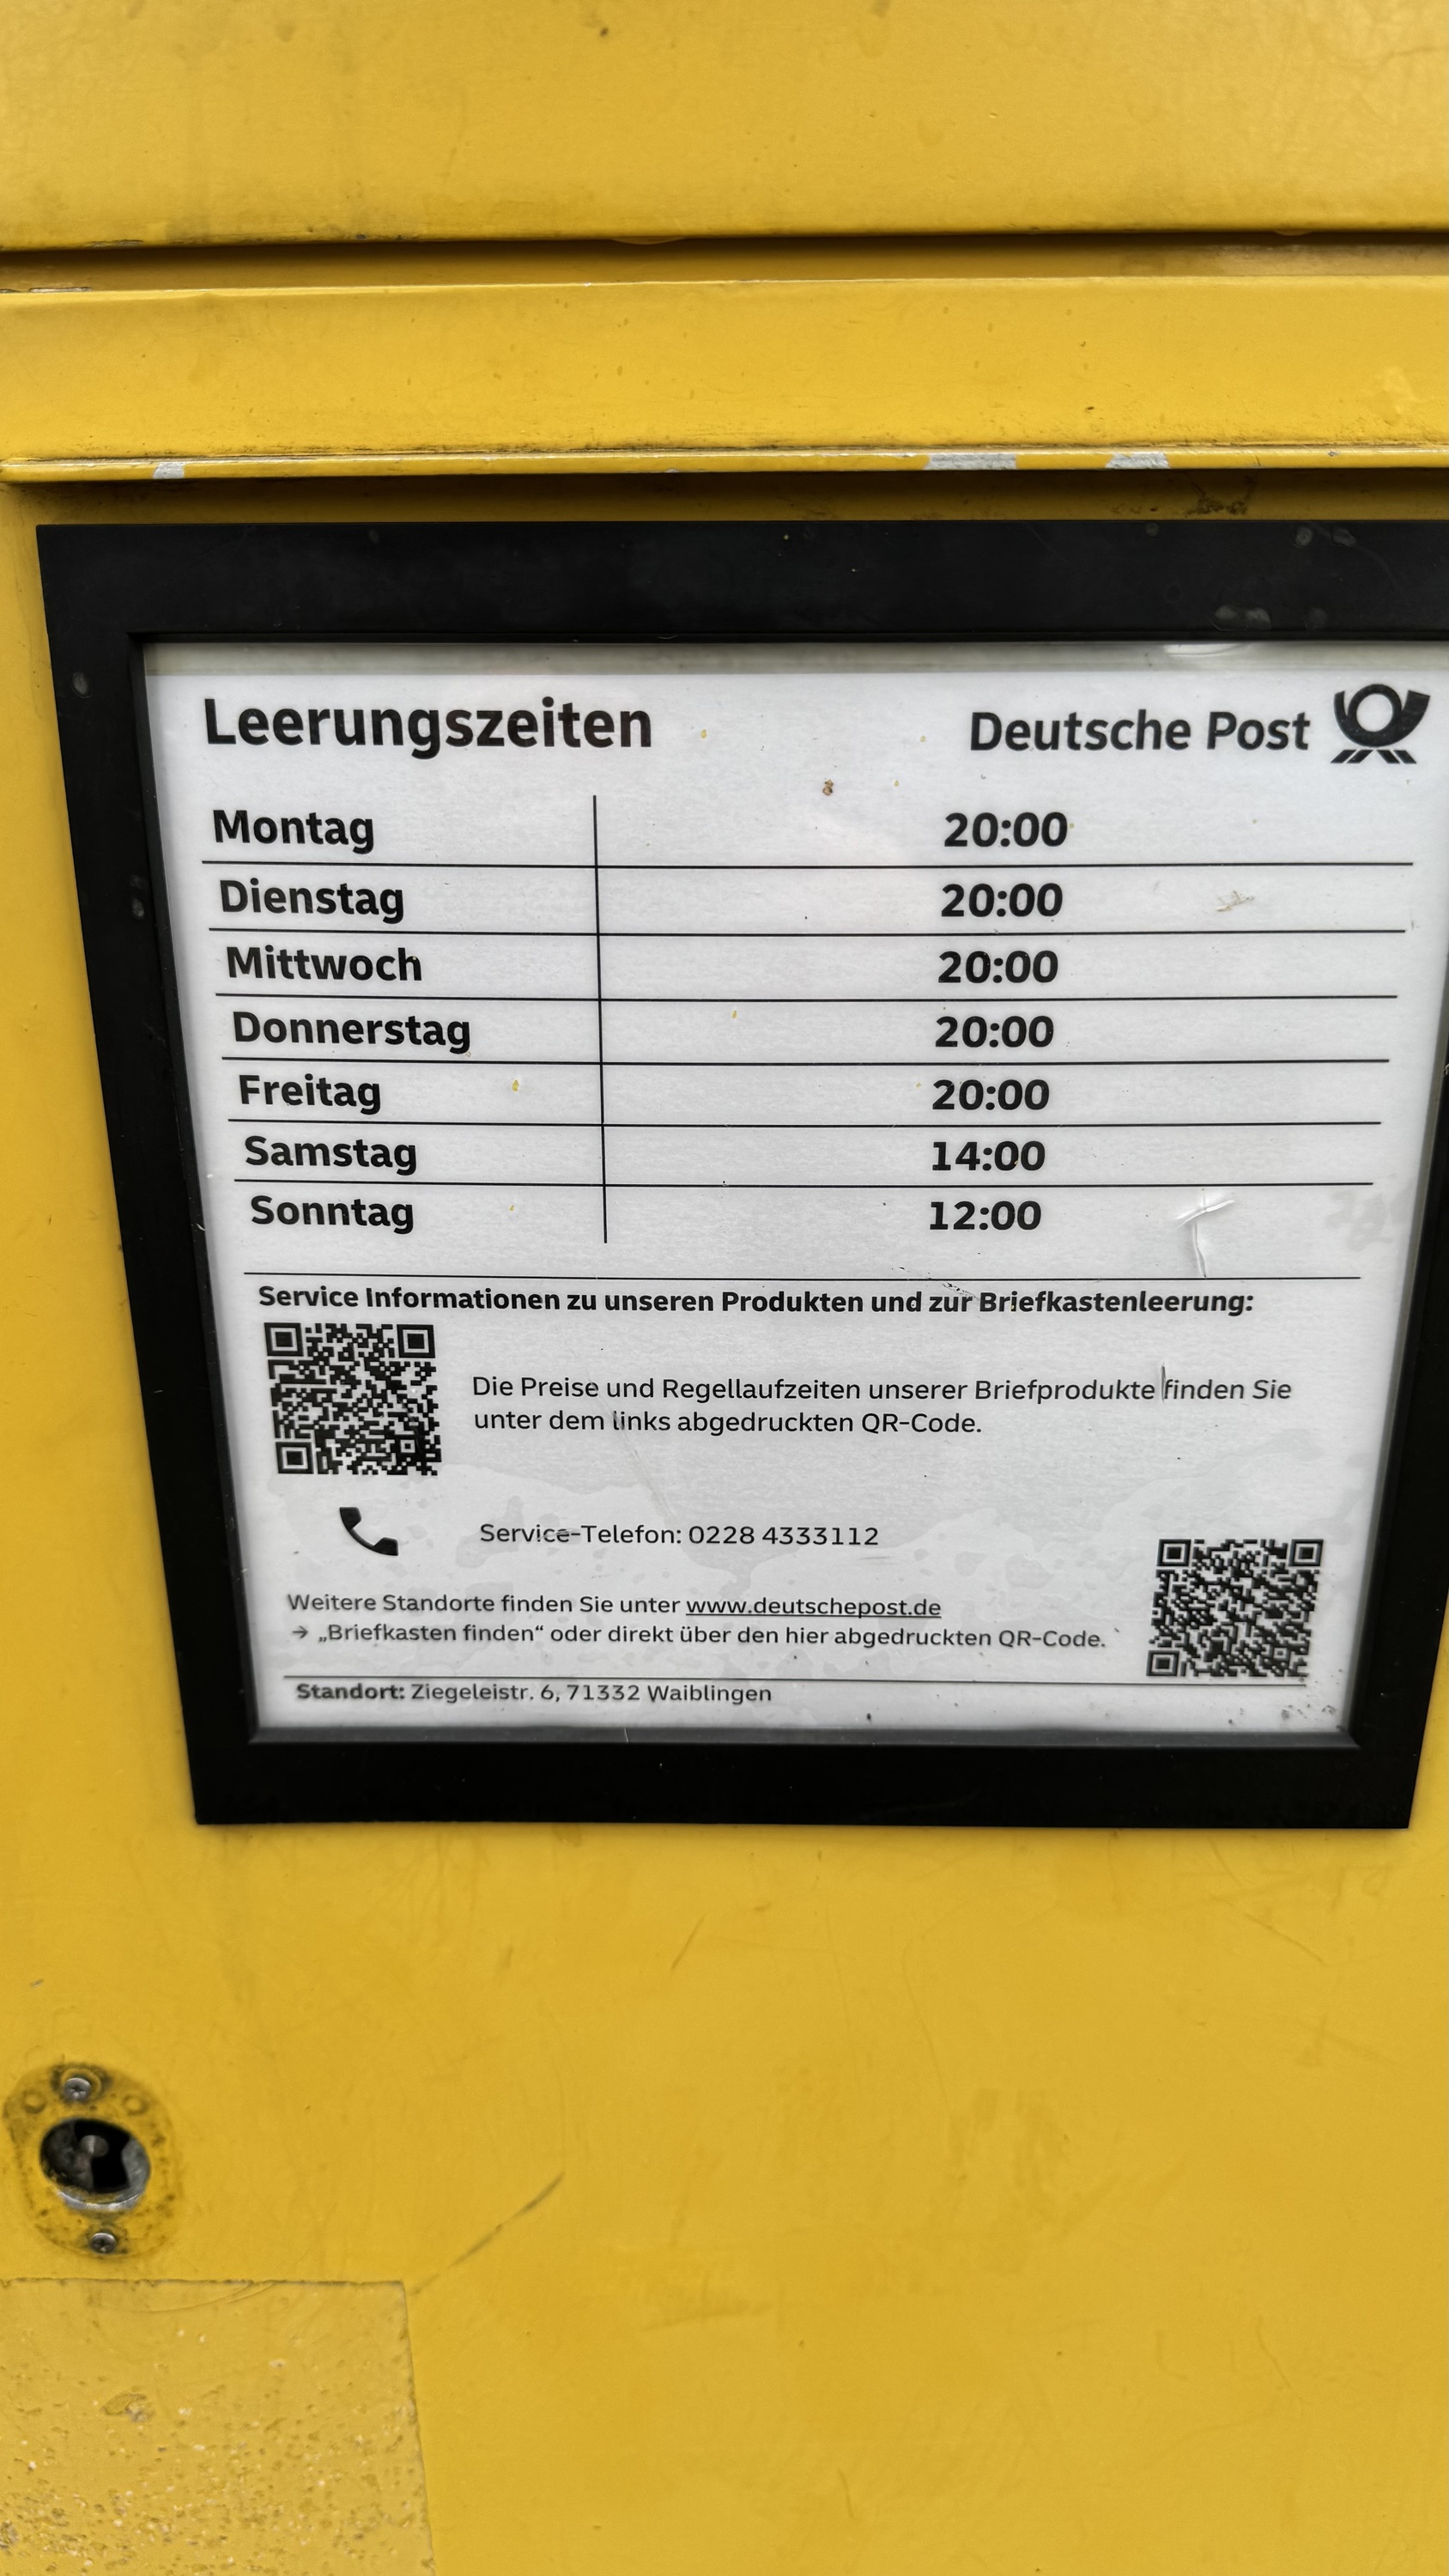 Leerungszeiten
Deutsche Post
Montag 20:00
Dienstag 20:00
Mittwoch 20:00
Donnerstag 20:00
Freitag 20:00
Samstag 14:00
Sonntag 12:00
Service Informationen zu unseren Produkten und zur Briefkastenleerung:
Die Preise und Regellaufzeiten unserer Briefprodukte finden Sie
unter dem links abgedruckten QR-Code.
Service-Telefon: 0228 4333112
Weitere Standorte finden Sie unter www.deutschepost.de
→ „Briefkasten finden“ oder direkt über den hier abgedruckten QR-Code.
Standort: Ziegeleistr. 6, 71332 Waiblingen